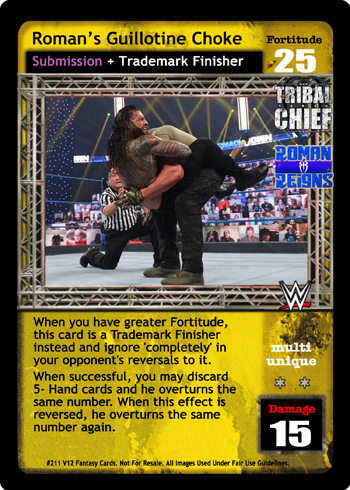 Roman's Guillotine Choke
Fortitude
Submission + Trademark Finisher
25
TRIBAL
CHIEF
ROMAN
REIGNS
When you have greater Fortitude,
this card is a Trademark Finisher
instead and ignore 'completely' in
your opponent's reversals to it.
When successful, you may discard
5- Hand cards and he overturns the
same number. When this effect is
reversed, he overturns the same
number again.
multi
unique
Damage
15
#211 V12 Fantasy Cards. Not For Resale. All Images Used Under Fair Use Guidelines.